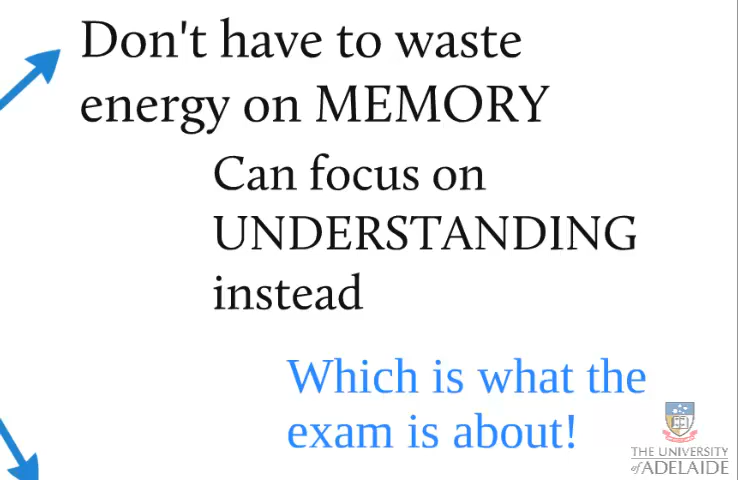 Don't have to waste
energy on MEMORY
Can focus on
UNDERSTANDING
instead
Which is what the
exam is about!
THE UNIVERSITY
of ADELAIDE